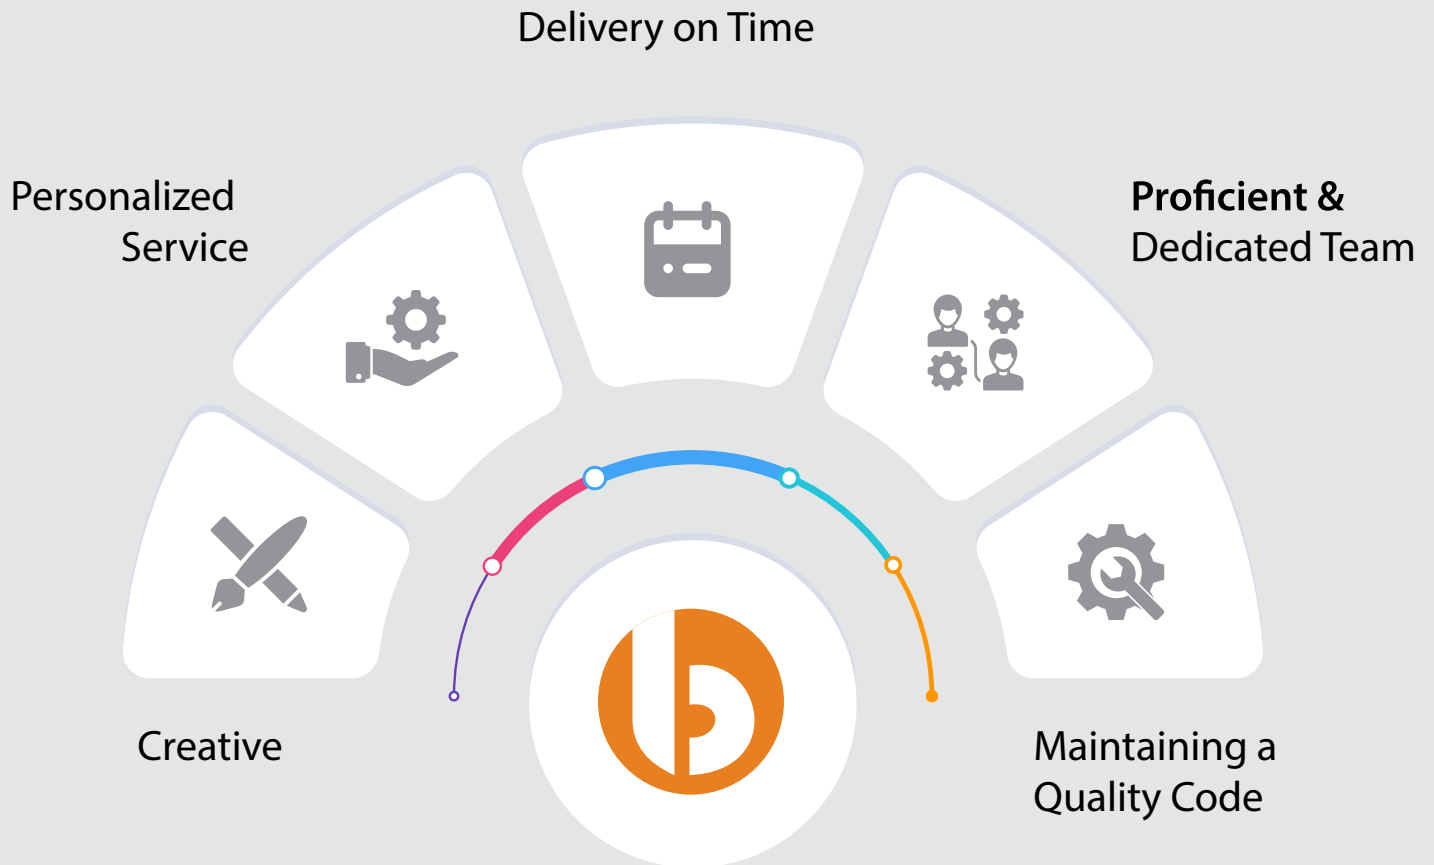 Delivery on Time
Personalized
Service
Proficient &
Dedicated Team
Creative
Maintaining a
Quality Code